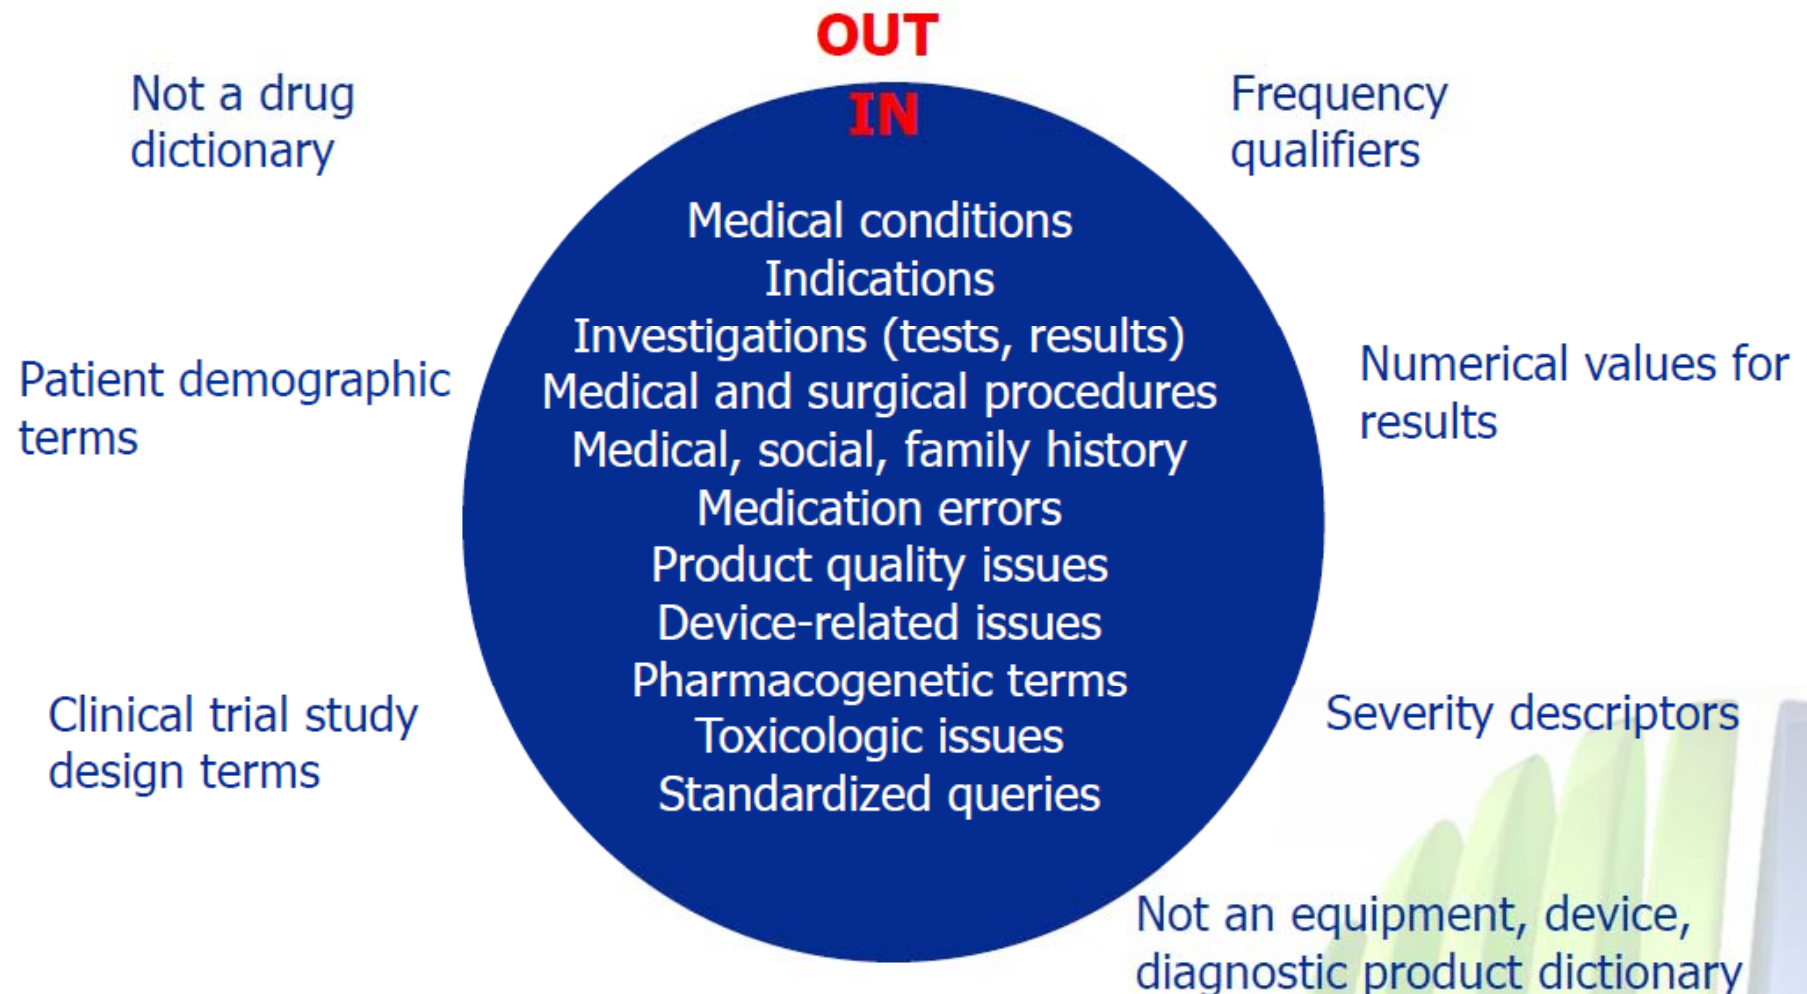 OUT
IN
Not a drug
dictionary
Frequency
qualifiers
Medical conditions
Indications
Investigations (tests, results)
Medical and surgical procedures
Medical, social, family history
Medication errors
Product quality issues
Device-related issues
Pharmacogenetic terms
Toxicologic issues
Standardized queries
Patient demographic
terms
Numerical values for
results
Clinical trial study
design terms
Severity descriptors
Not an equipment, device,
diagnostic product dictionary